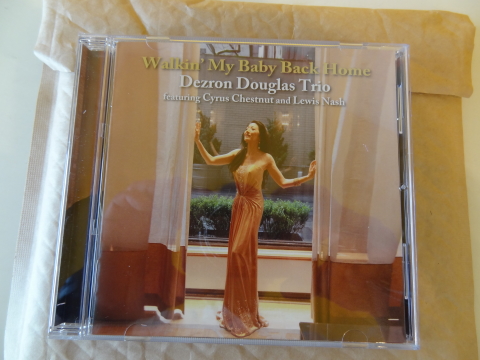 Walkin' My Baby Back Home
Dezron Douglas Trio
featuring Cyrus Chestnut and Lewis Nash